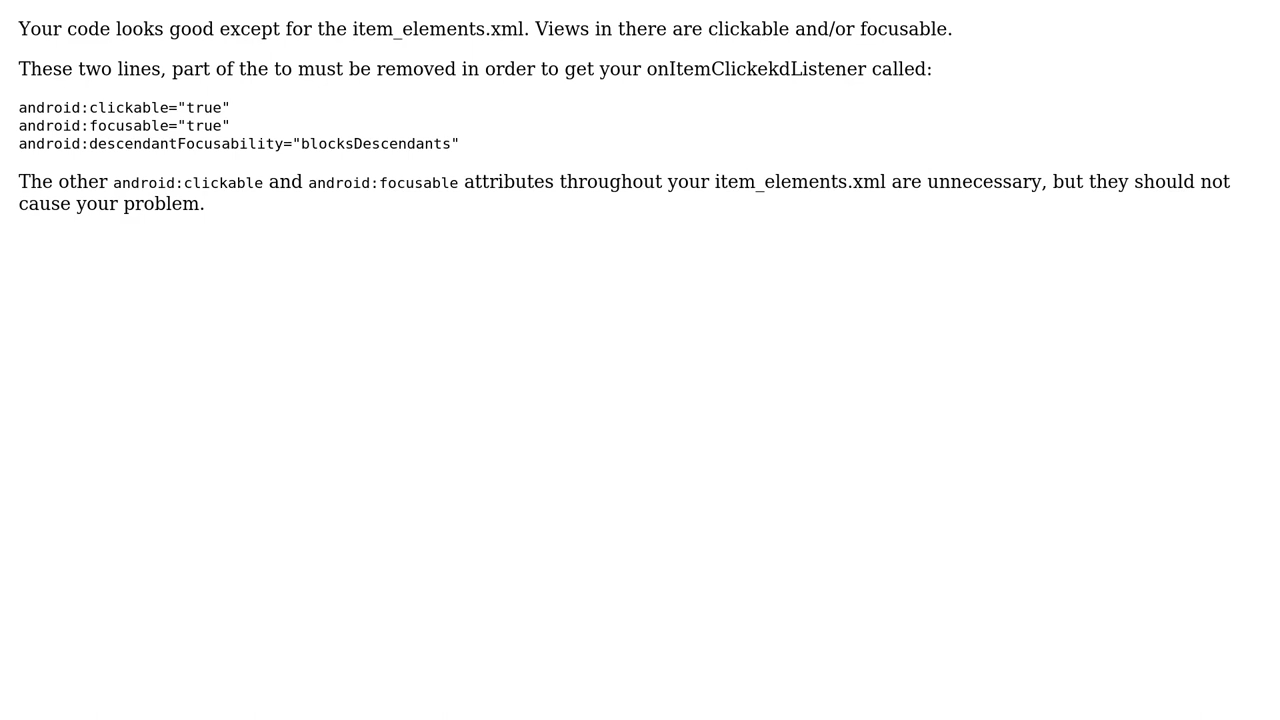 Your code looks good except for the item_elements.xml. Views in there are clickable and/or focusable.
These two lines, part of the to must be removed in order to get your onItemClickekdListener called:
android:clickable="true"
android:focusable="true"
android:descendantFocusability="blocksDescendants"
The other android:clickable and android:focusable attributes throughout your item_elements.xml are unnecessary, but they should not
cause your problem.